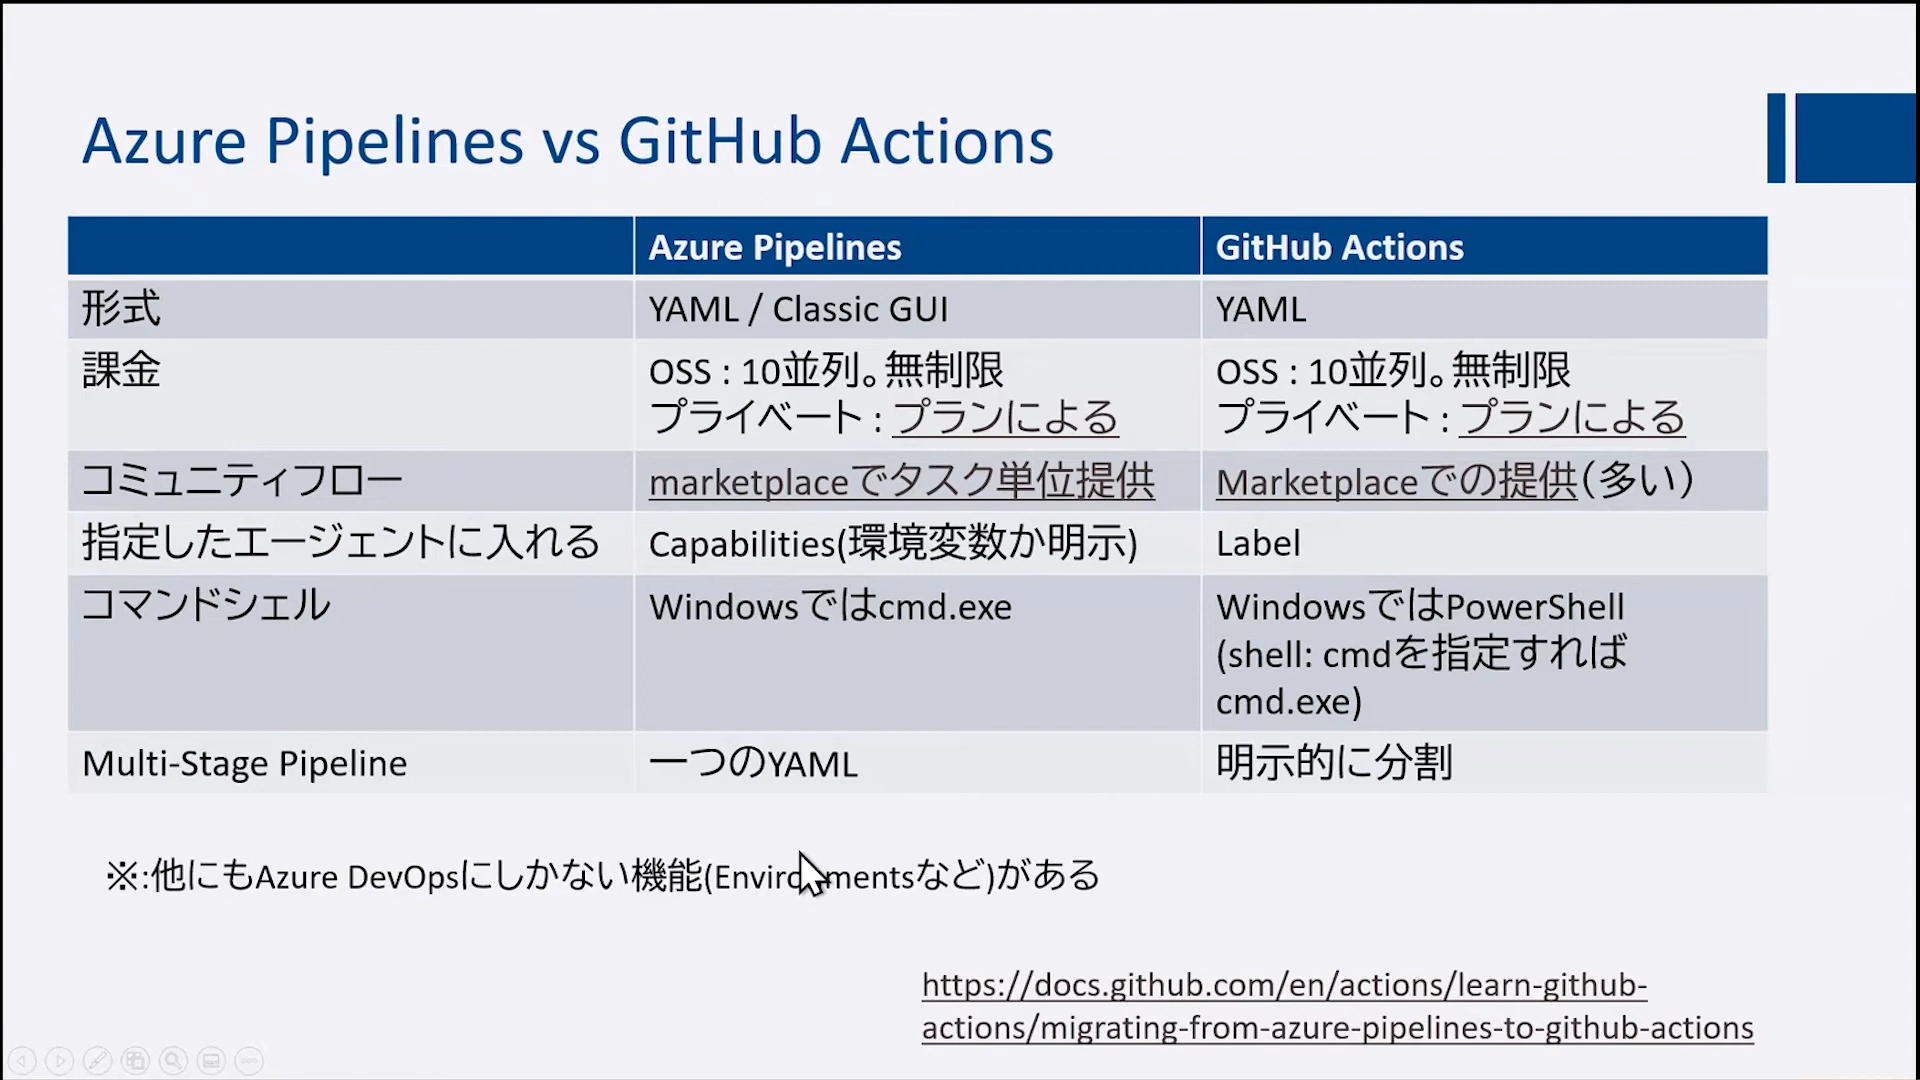 Azure Pipelines vs GitHub Actions
Azure Pipelines
GitHub Actions
形式
YAML / Classic GUI
YAML
課金
OSS : 10並列。無制限
プライベート : プランによる
OSS : 10並列。無制限
プライベート : プランによる
コミュニティフロー
marketplaceでタスク単位提供
Marketplaceでの提供（多い）
指定したエージェントに入れる
Capabilities(環境変数か明示)
Label
コマンドシェル
Windowsではcmd.exe
WindowsではPowerShell
(shell: cmdを指定すれば
cmd.exe)
Multi-Stage Pipeline
一つのYAML
明示的に分割
※:他にもAzure DevOpsにしかない機能(Environmentsなど)がある
https://docs.github.com/en/actions/learn-github-
actions/migrating-from-azure-pipelines-to-github-actions